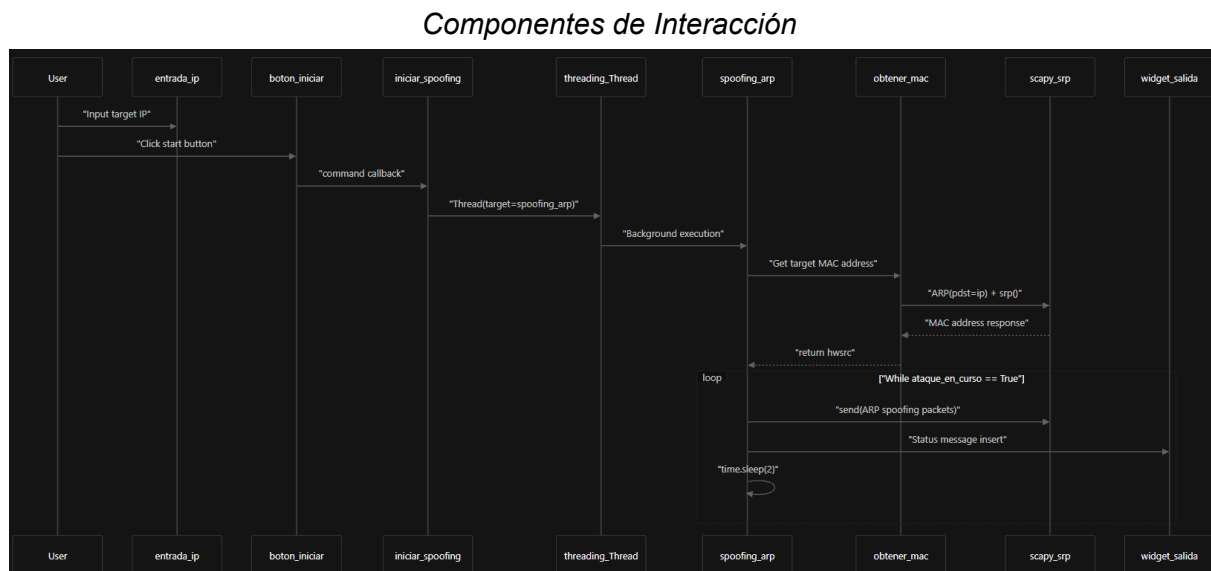 Componentes de Interacción
User entrada_ip boton_iniciar iniciar_spoofing threading_Thread spoofing_arp obtener_mac scapy_srp widget_salida
"Input target IP"
"Click start button"
"command callback"
"Thread(target=spoofing_arp)"
"Background execution"
"Get target MAC address"
"ARP(pdst=ip) + srp()"
"MAC address response"
"return hwsrc"
loop ["While ataque_en_curso == True"]
"send(ARP spoofing packets)"
"Status message insert"
"time.sleep(2)"
User entrada_ip boton_iniciar iniciar_spoofing threading_Thread spoofing_arp obtener_mac scapy_srp widget_salida